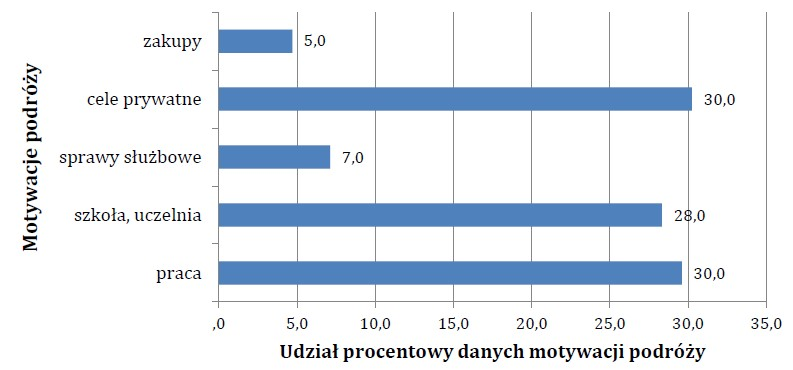 Motywacje podróży
zakupy
5,0
cele prywatne
30,0
sprawy służbowe
7,0
szkoła, uczelnia
28,0
praca
30,0
,0
5,0
10,0
15,0
20,0
25,0
30,0
35,0
Udział procentowy danych motywacji podróży